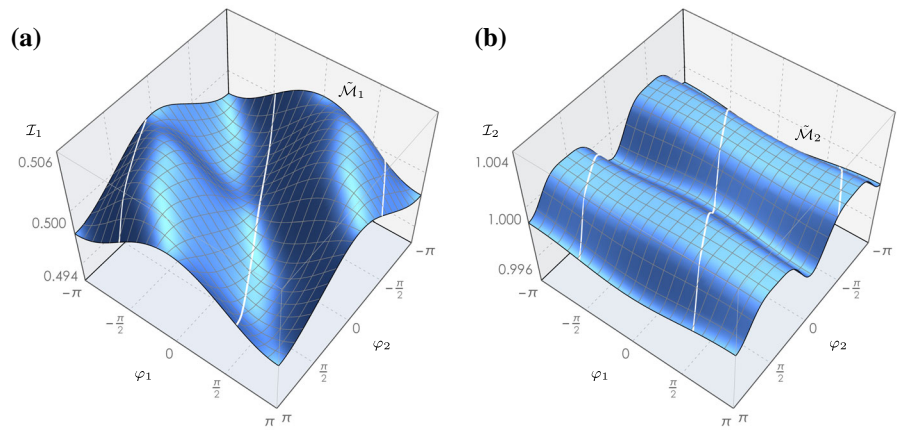 (a)
𝓘₁
0.506
0.500
0.494
−π
−π/2
0
π/2
π
φ₁
π
π/2
0
−π/2
−π
φ₂
𝓜̃₁
(b)
𝓘₂
1.004
1.000
0.996
−π
−π/2
0
π/2
π
φ₁
π
π/2
0
−π/2
−π
φ₂
𝓜̃₂